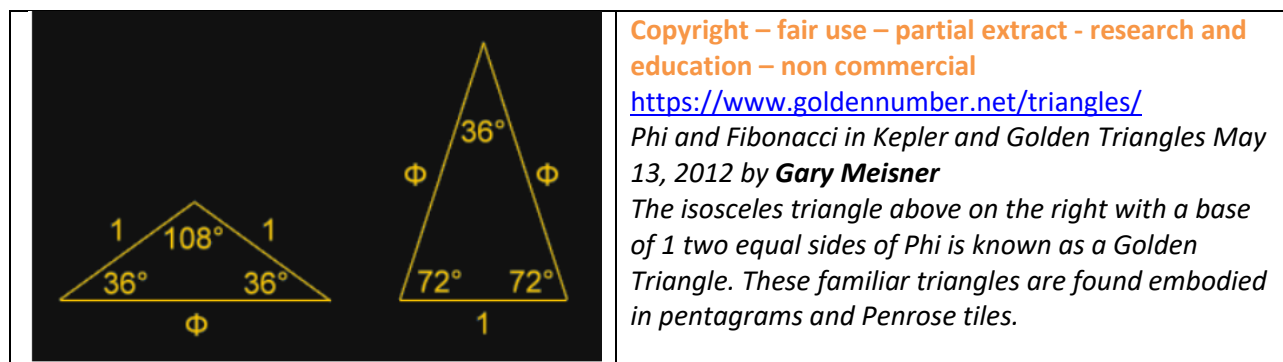 36°
Φ Φ
1 1
108°
36° 36°
72° 72°
Φ
1
Copyright – fair use – partial extract - research and
education – non commercial
https://www.goldennumber.net/triangles/
Phi and Fibonacci in Kepler and Golden Triangles May
13, 2012 by Gary Meisner
The isosceles triangle above on the right with a base
of 1 two equal sides of Phi is known as a Golden
Triangle. These familiar triangles are found embodied
in pentagrams and Penrose tiles.